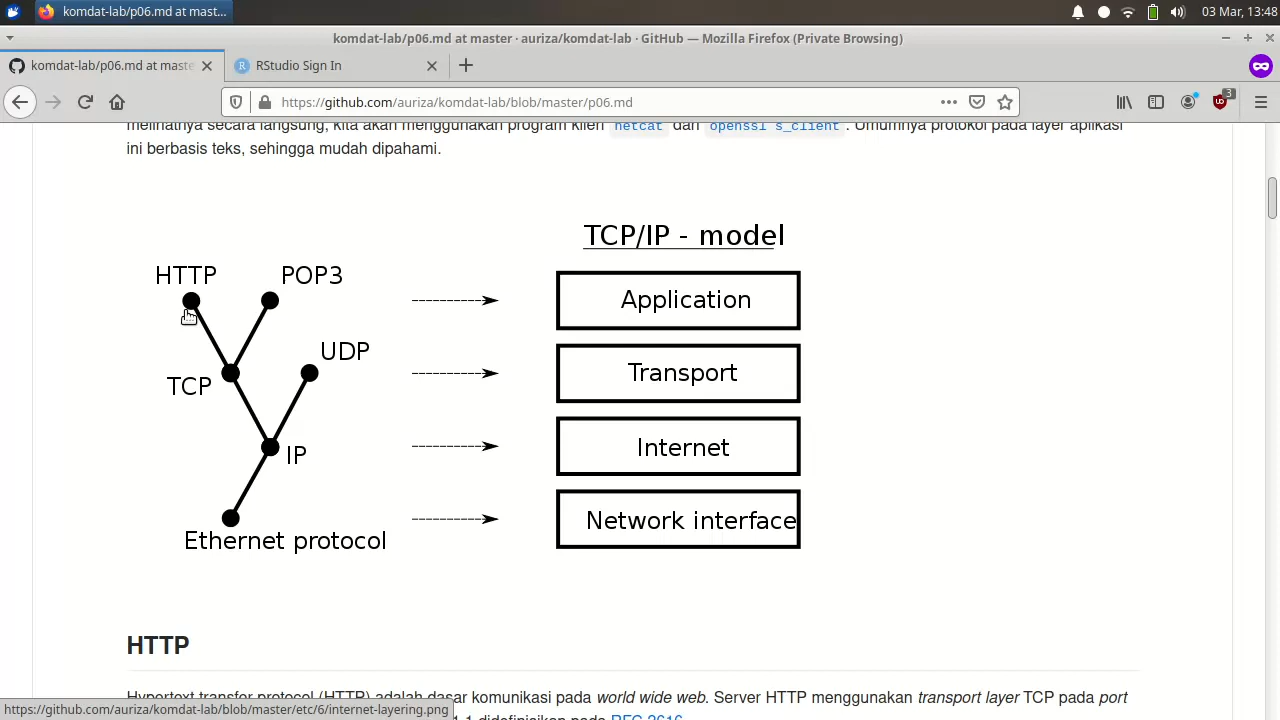 komdat-lab/p06.md at mast...
03 Mar, 13:48
komdat-lab/p06.md at master · auriza/komdat-lab · GitHub — Mozilla Firefox (Private Browsing)
komdat-lab/p06.md at maste
RStudio Sign In
https://github.com/auriza/komdat-lab/blob/master/p06.md
3
melihatnya secara langsung, kita akan menggunakan program klien netcat dan openssl s_client. Umumnya protokol pada layer aplikasi
ini berbasis teks, sehingga mudah dipahami.
TCP/IP - model
HTTP POP3
Application
UDP
TCP
Transport
IP
Internet
Network interface
Ethernet protocol
HTTP
Hypertext transfer protocol (HTTP) adalah dasar komunikasi pada world wide web. Server HTTP menggunakan transport layer TCP pada port
https://github.com/auriza/komdat-lab/blob/master/etc/6/internet-layering.png
1.1 didefinisikan pada RFC 2616.